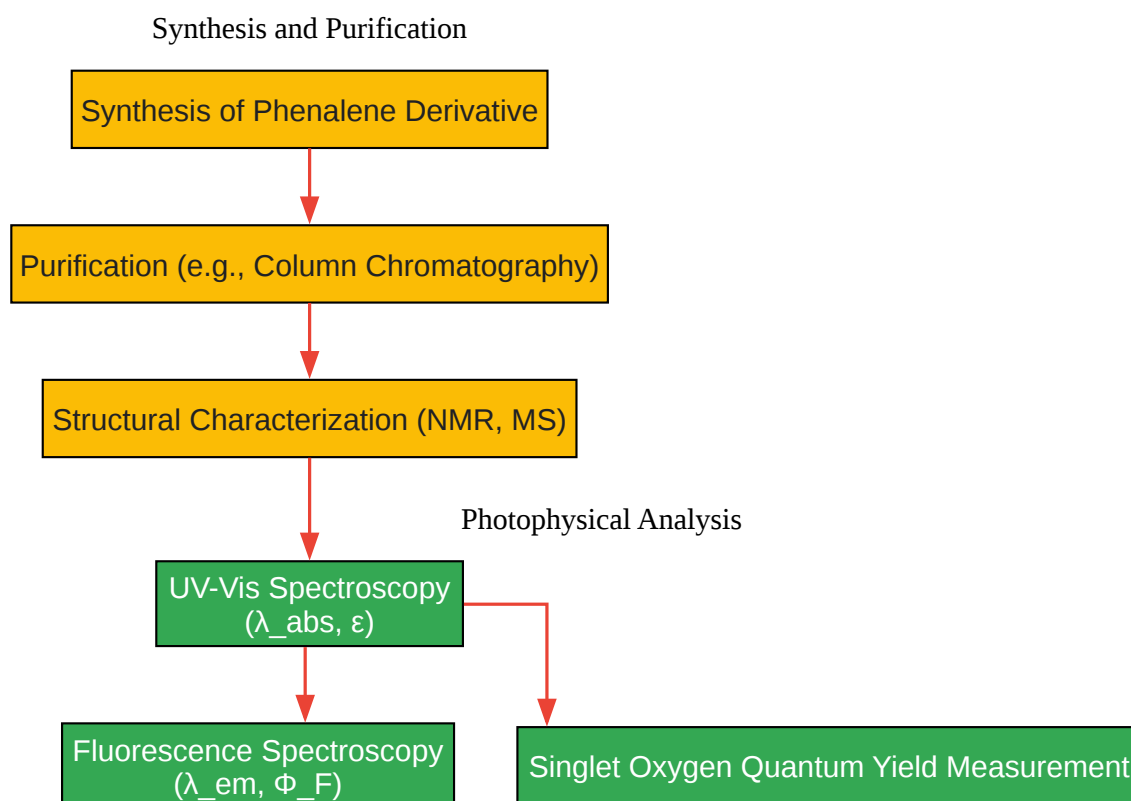 Synthesis and Purification
Synthesis of Phenalene Derivative
Purification (e.g., Column Chromatography)
Structural Characterization (NMR, MS)
Photophysical Analysis
UV-Vis Spectroscopy
(λ_abs, ε)
Fluorescence Spectroscopy
(λ_em, Φ_F)
Singlet Oxygen Quantum Yield Measurement